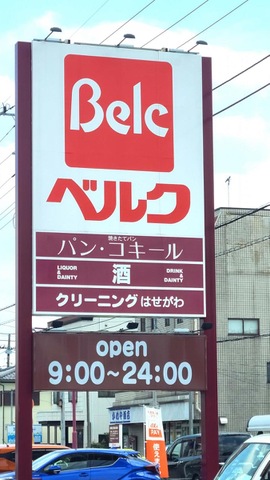 Belc
ベルク
焼きたてパン
パン・コキール
LIQUOR & DAINTY
酒
DRINK & DAINTY
クリーニング はせがわ
open
9:00～24:00